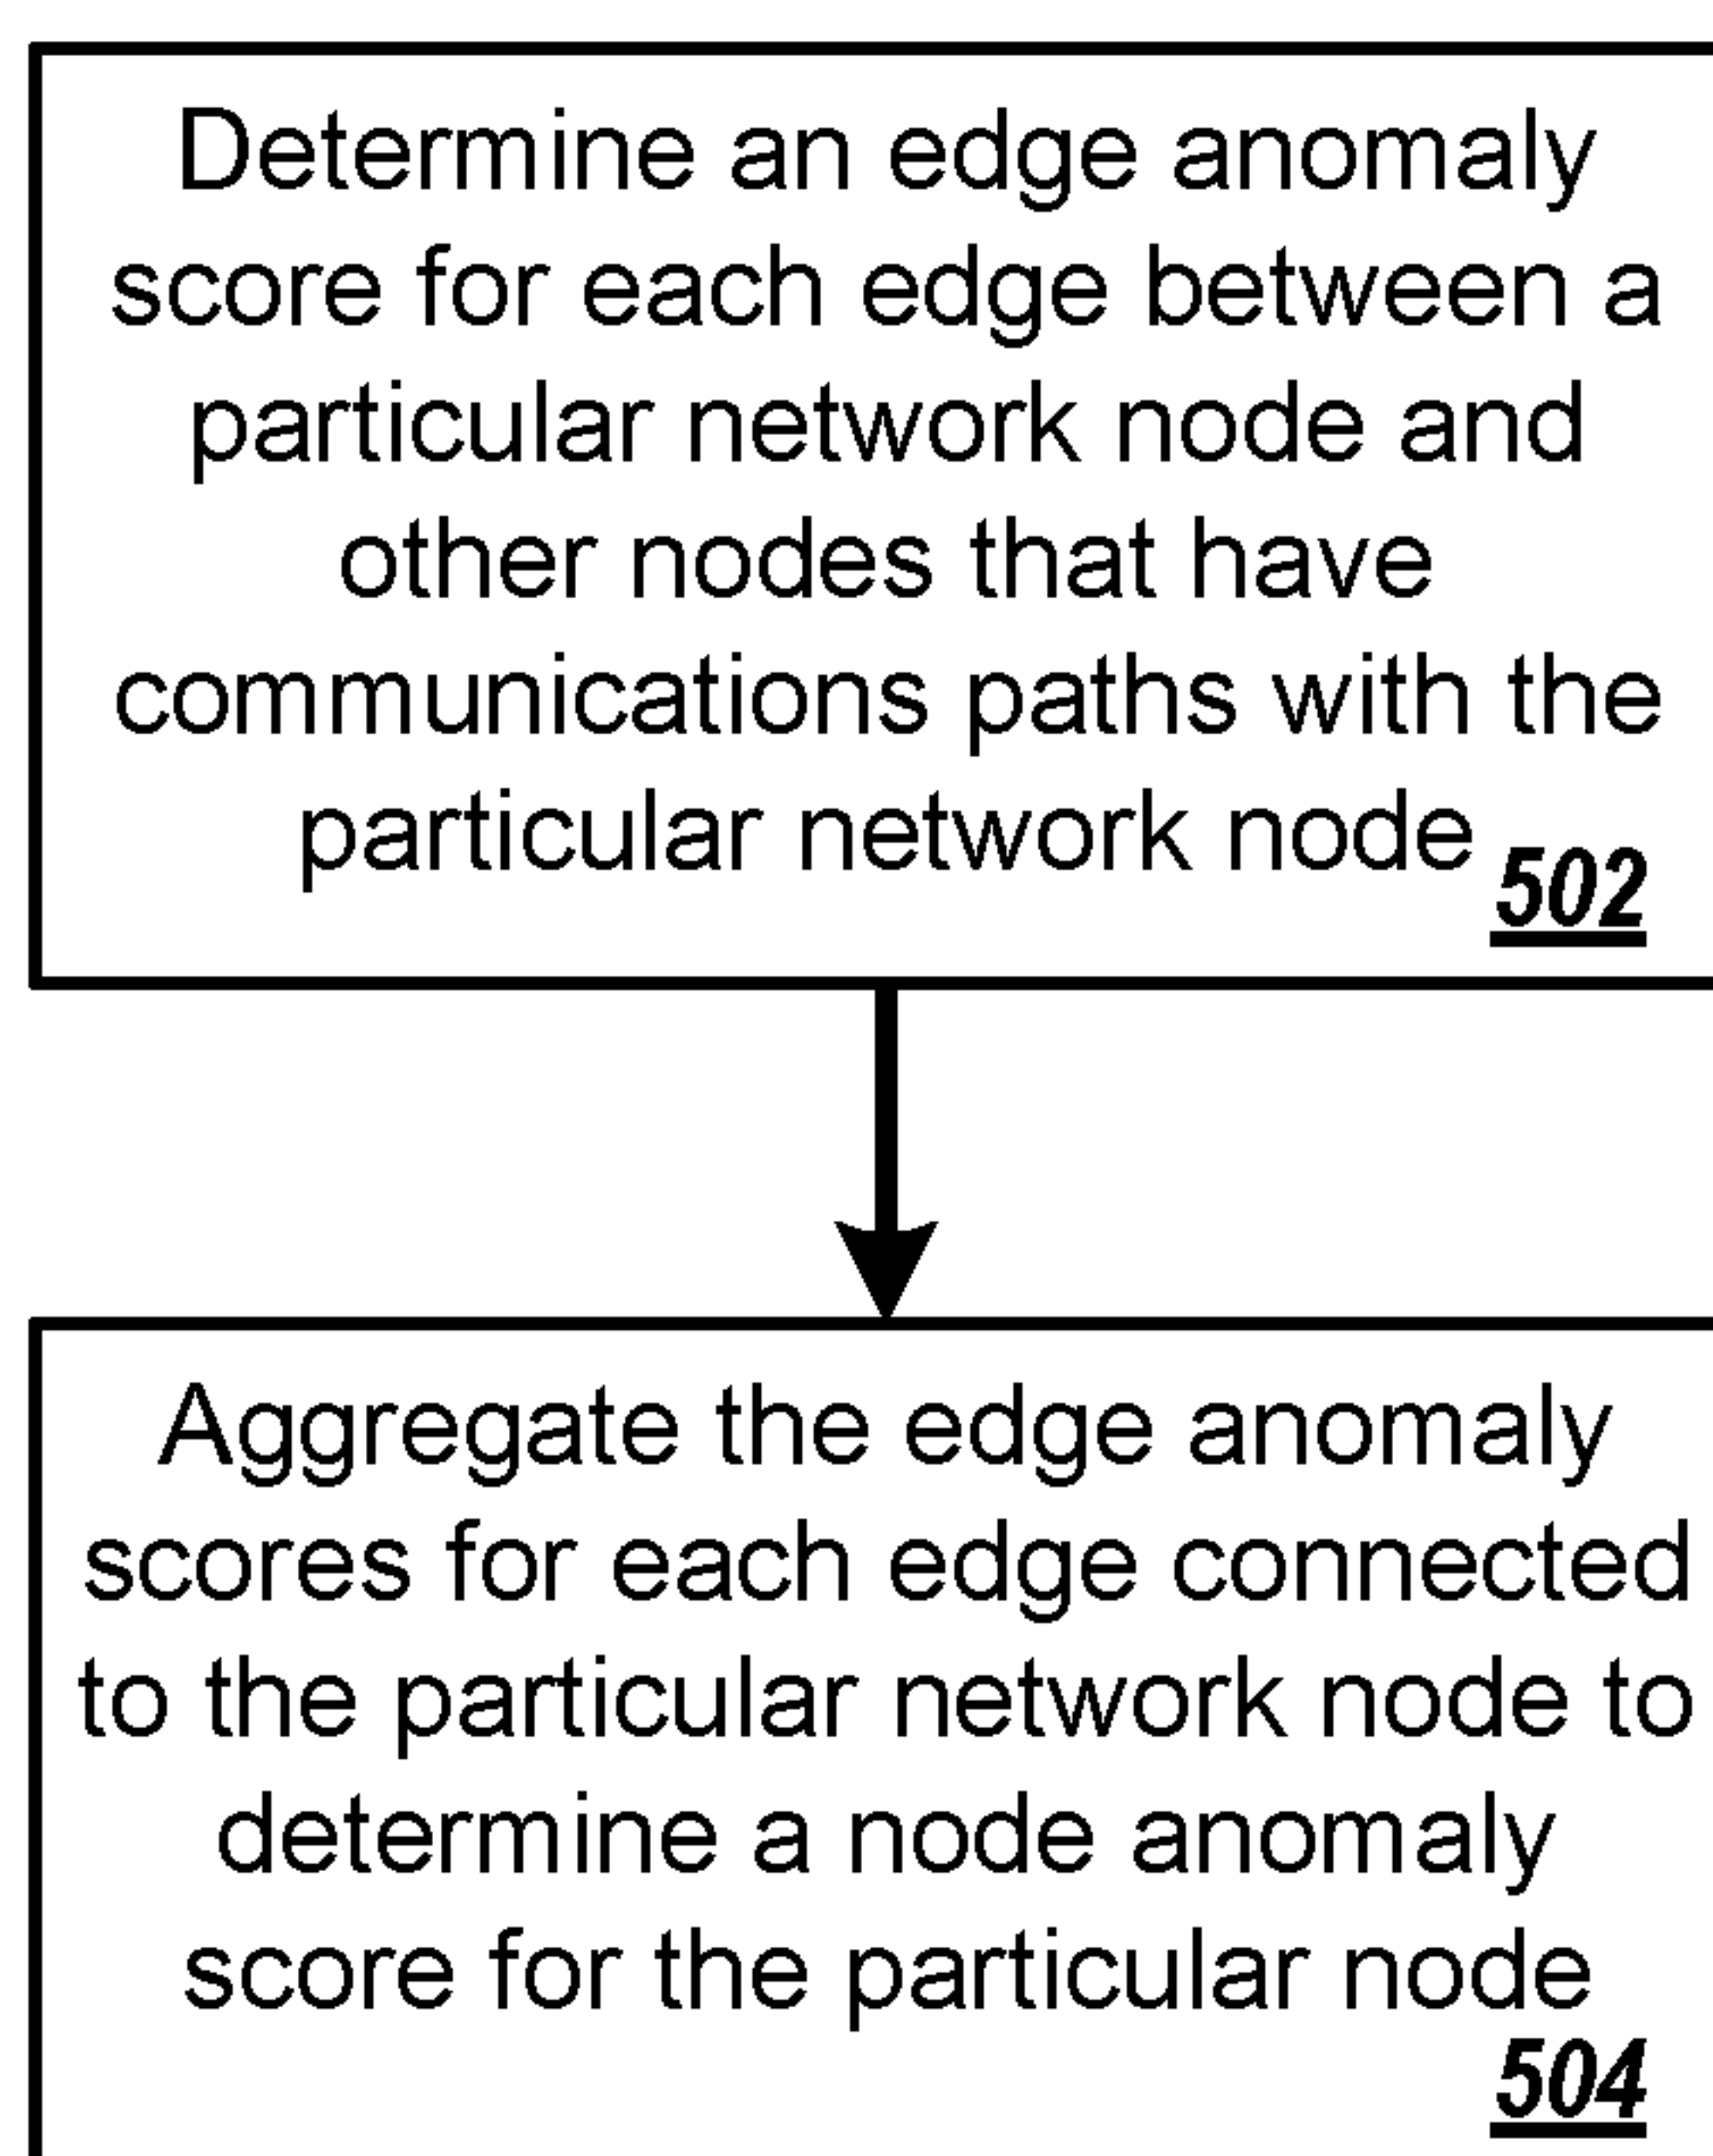 Determine an edge anomaly
score for each edge between a
particular network node and
other nodes that have
communications paths with the
particular network node
502
Aggregate the edge anomaly
scores for each edge connected
to the particular network node to
determine a node anomaly
score for the particular node
504